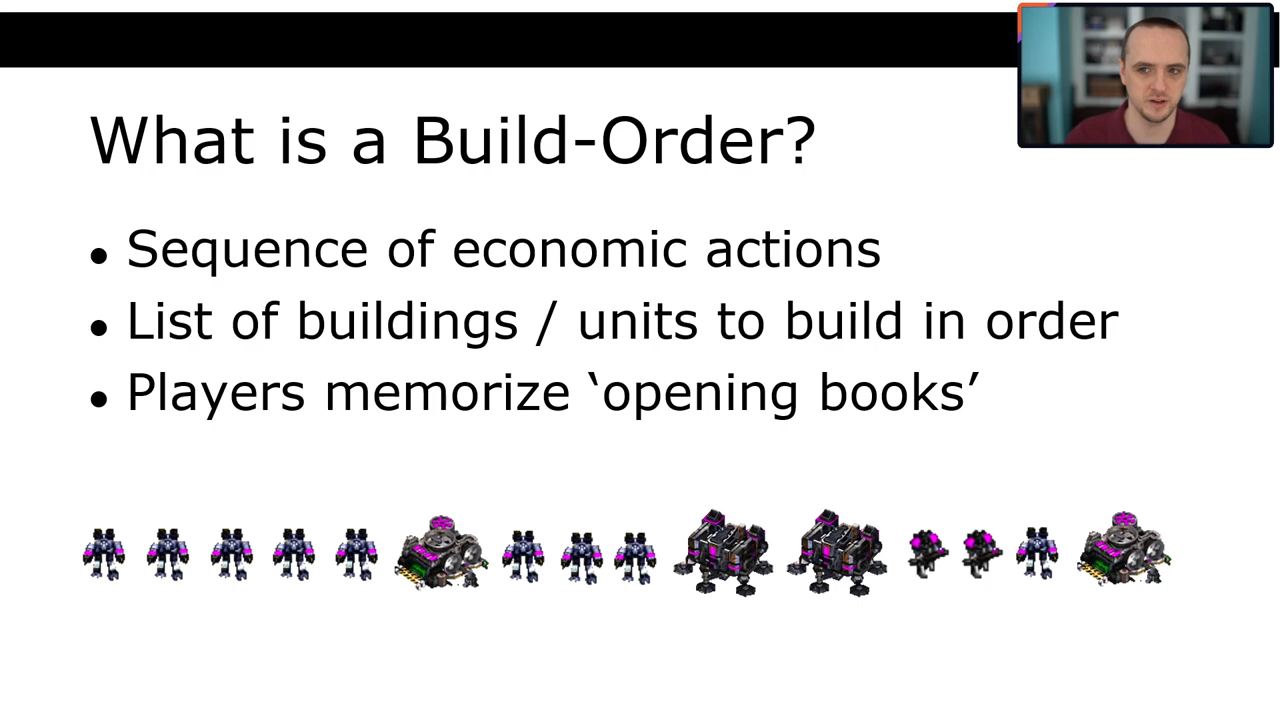 What is a Build-Order?
• Sequence of economic actions
• List of buildings / units to build in order
• Players memorize ‘opening books’